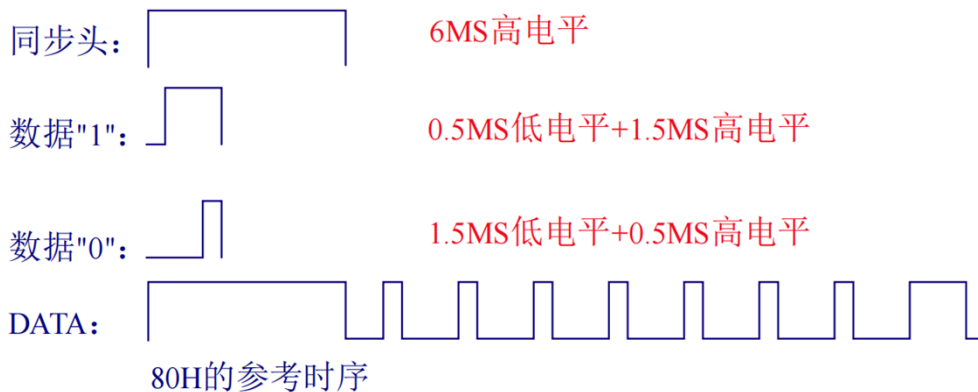 同步头： 6MS高电平
数据"1"： 0.5MS低电平+1.5MS高电平
数据"0"： 1.5MS低电平+0.5MS高电平
DATA：
80H的参考时序